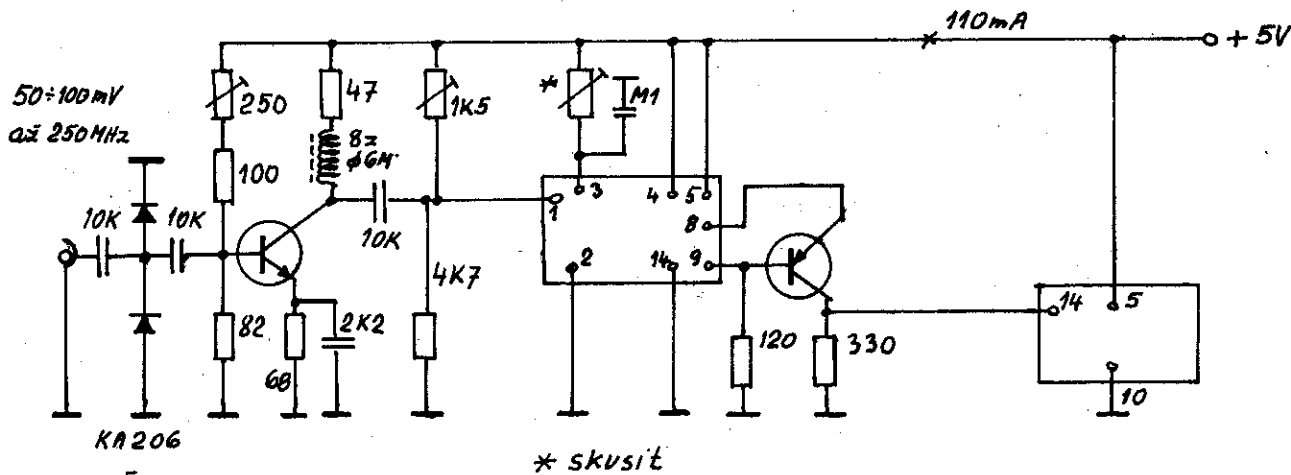 110mA
+ 5V
50÷100mV
až 250MHz
250
47
1K5
*
M1
8z
ϕ6M
100
3
4
5
1
8
10K
10K
10K
2
14
9
4K7
14
5
82
2K2
68
120
330
10
KA206
* skusit